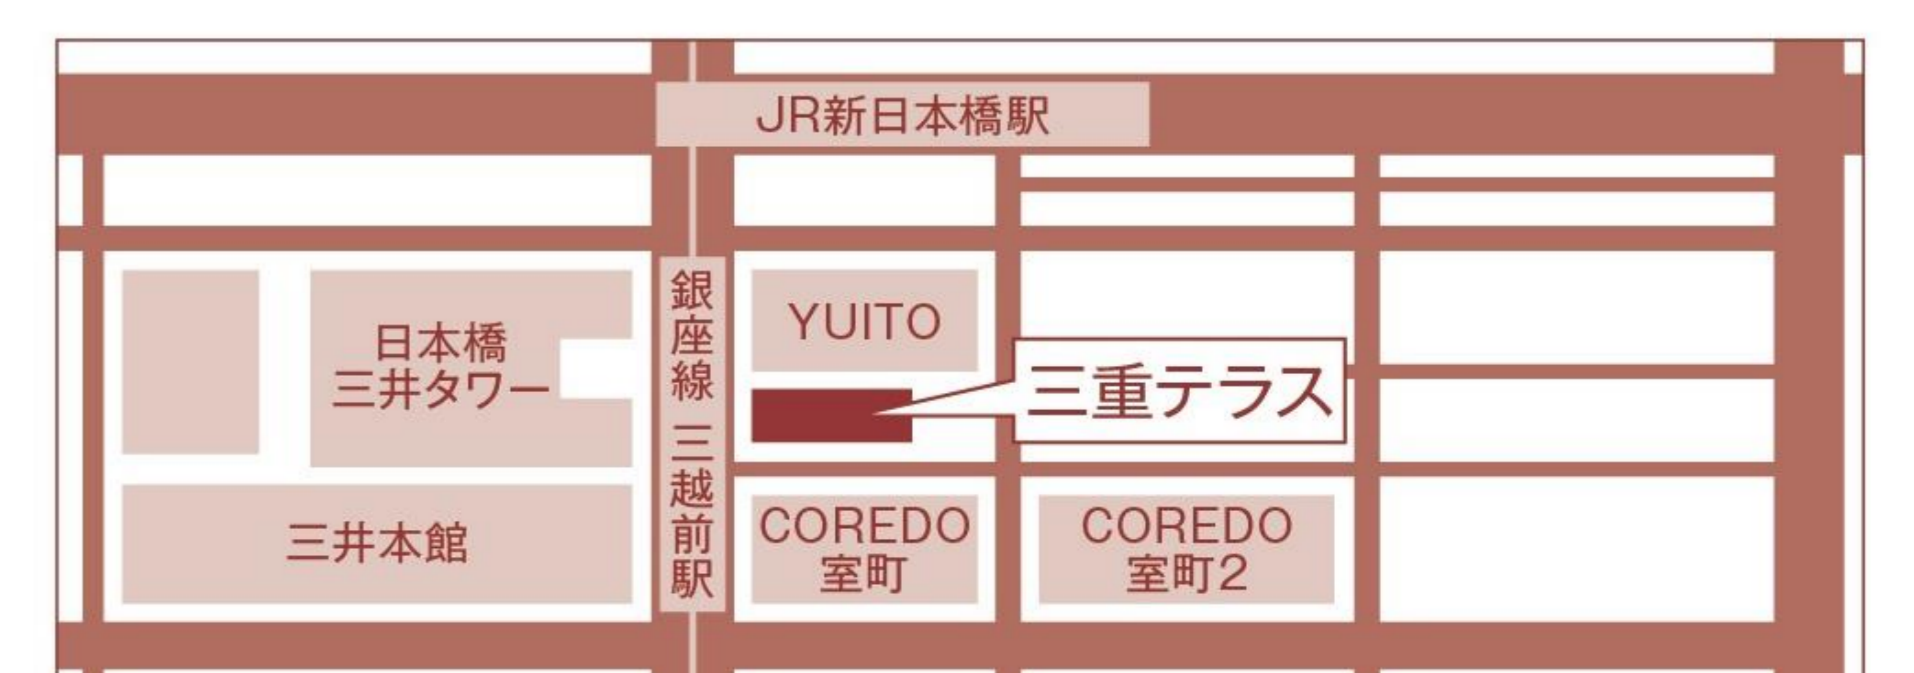 JR新日本橋駅
日本橋
三井タワー
三井本館
銀座線 三越前駅
YUITO
三重テラス
COREDO
室町
COREDO
室町2